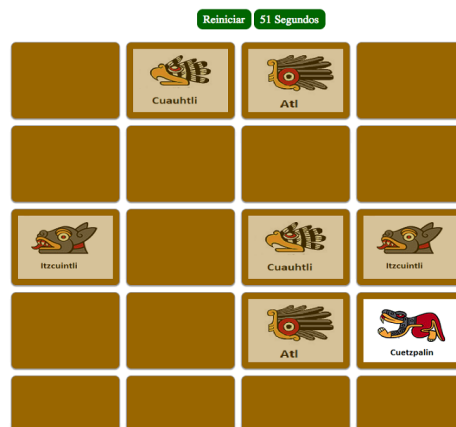 Reiniciar 51 Segundos
Cuauhtli Atl
Itzcuintli Cuauhtli Itzcuintli
Atl Cuetzpalin